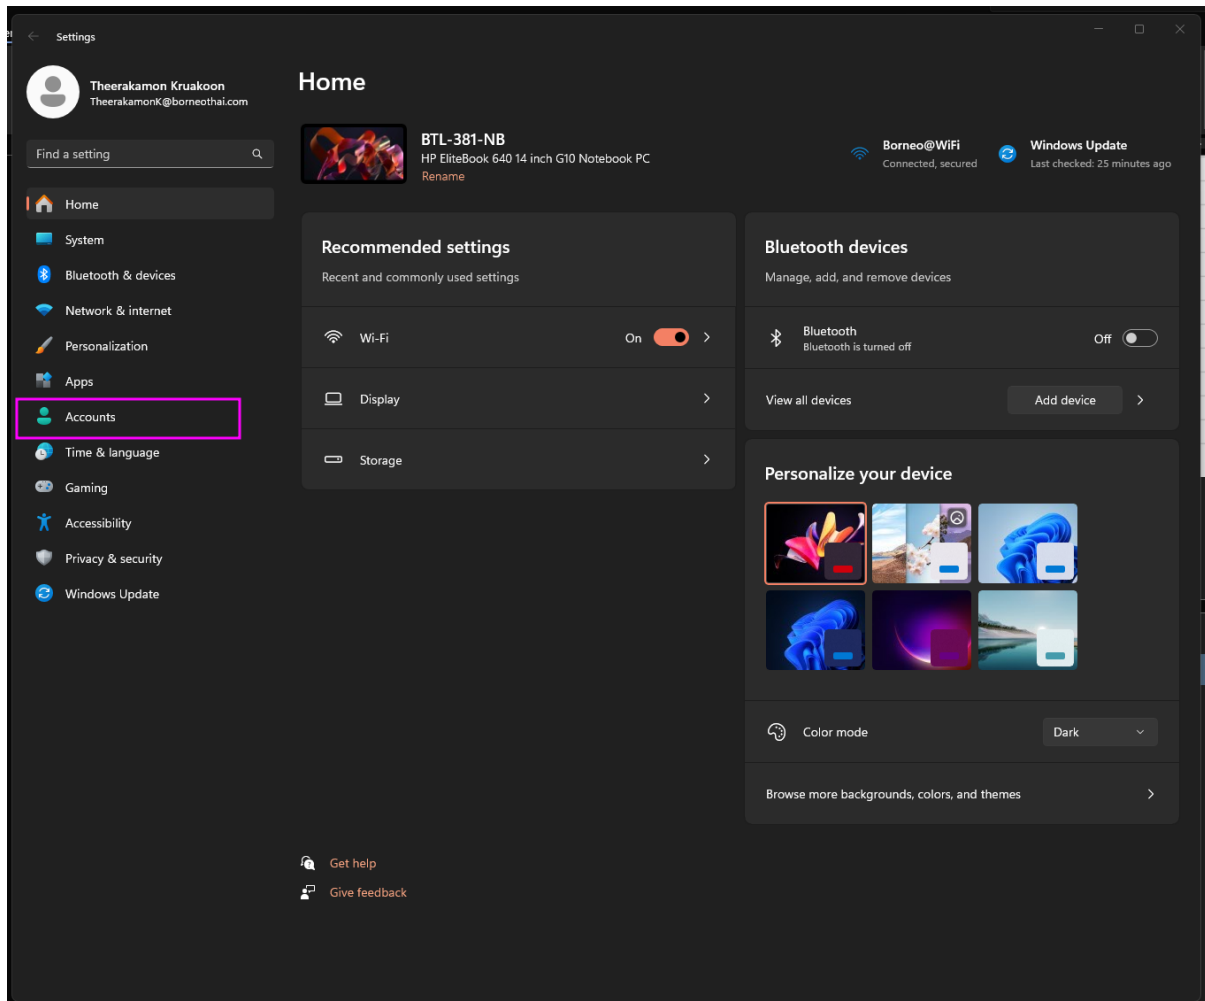 Settings
Theerakamon Kruakoon
TheerakamonK@borneothai.com
Find a setting
Home
System
Bluetooth & devices
Network & internet
Personalization
Apps
Accounts
Time & language
Gaming
Accessibility
Privacy & security
Windows Update
Home
BTL-381-NB
HP EliteBook 640 14 inch G10 Notebook PC
Rename
Borneo@WiFi
Connected, secured
Windows Update
Last checked: 25 minutes ago
Recommended settings
Recent and commonly used settings
Wi-Fi
On
Display
Storage
Bluetooth devices
Manage, add, and remove devices
Bluetooth
Bluetooth is turned off
Off
View all devices
Add device
Personalize your device
Color mode
Dark
Browse more backgrounds, colors, and themes
Get help
Give feedback